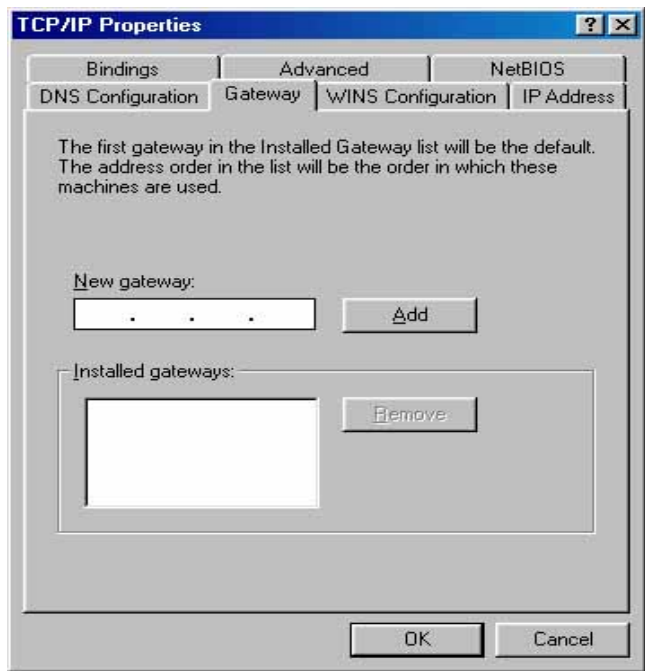 TCP/IP Properties
Bindings
Advanced
NetBIOS
DNS Configuration
Gateway
WINS Configuration
IP Address
The first gateway in the Installed Gateway list will be the default.
The address order in the list will be the order in which these
machines are used.
New gateway:
. . .
Add
Installed gateways:
Remove
OK
Cancel